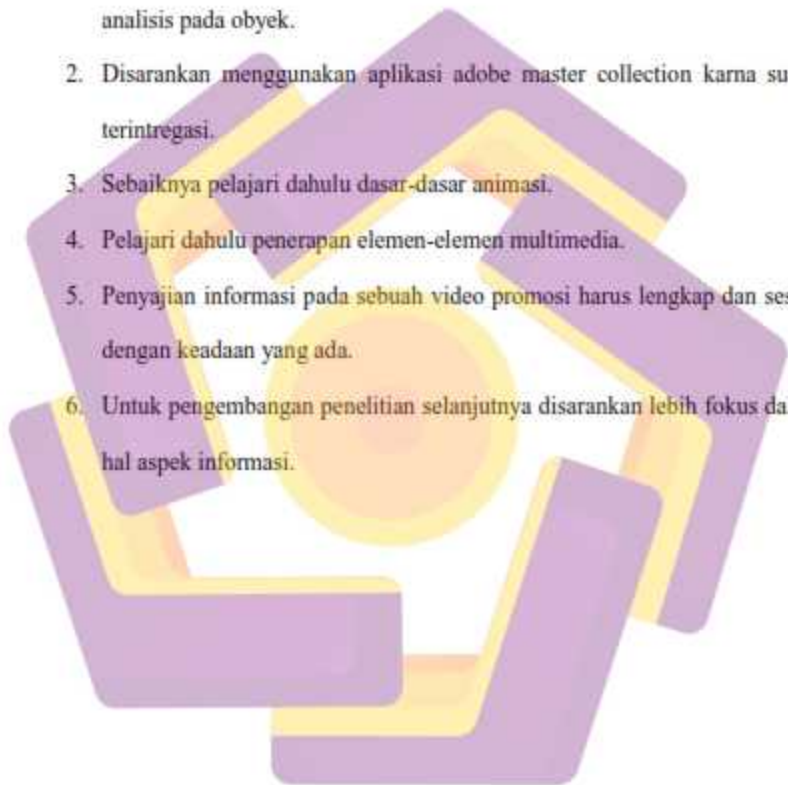 analisis pada obyek.
2. Disarankan menggunakan aplikasi adobe master collection karna su
terintregasi.
3. Sebaiknya pelajari dahulu dasar-dasar animasi.
4. Pelajari dahulu penerapan elemen-elemen multimedia.
5. Penyajian informasi pada sebuah video promosi harus lengkap dan ses
dengan keadaan yang ada.
6. Untuk pengembangan penelitian selanjutnya disarankan lebih fokus da
hal aspek informasi.